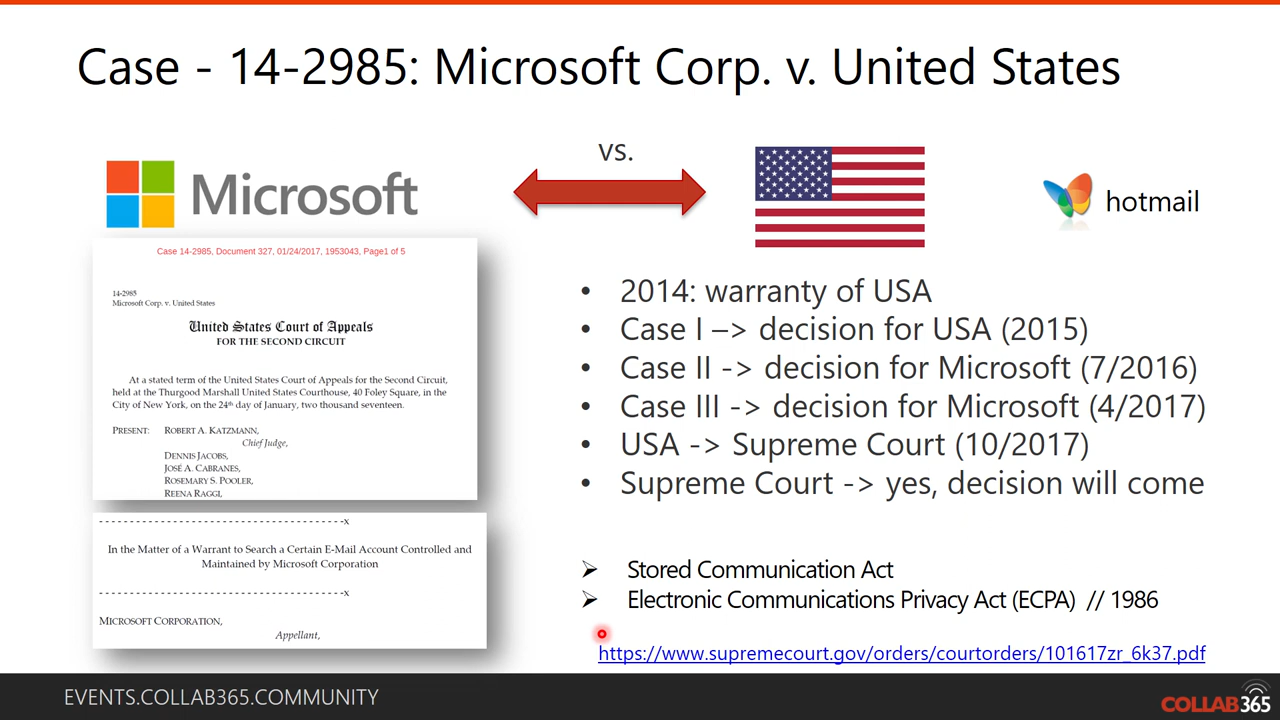 Case - 14-2985: Microsoft Corp. v. United States
vs.
Microsoft
hotmail
Case 14-2985, Document 327, 01/24/2017, 1953043, Page1 of 5
14-2985
Microsoft Corp. v. United States
United States Court of Appeals
FOR THE SECOND CIRCUIT
At a stated term of the United States Court of Appeals for the Second Circuit,
held at the Thurgood Marshall United States Courthouse, 40 Foley Square, in the
City of New York, on the 24th day of January, two thousand seventeen.
PRESENT: ROBERT A. KATZMANN,
Chief Judge,
DENNIS JACOBS,
JOSÉ A. CABRANES,
ROSEMARY S. POOLER,
REENA RAGGI,
- - - - - - - - - - - - - - - - - - - - - - - - - - - - - - - - - - - - - - - -x
In the Matter of a Warrant to Search a Certain E-Mail Account Controlled and
Maintained by Microsoft Corporation
- - - - - - - - - - - - - - - - - - - - - - - - - - - - - - - - - - - - - - - -x
MICROSOFT CORPORATION,
Appellant,
• 2014: warranty of USA
• Case I –> decision for USA (2015)
• Case II -> decision for Microsoft (7/2016)
• Case III -> decision for Microsoft (4/2017)
• USA -> Supreme Court (10/2017)
• Supreme Court -> yes, decision will come
➢ Stored Communication Act
➢ Electronic Communications Privacy Act (ECPA) // 1986
https://www.supremecourt.gov/orders/courtorders/101617zr_6k37.pdf
EVENTS.COLLAB365.COMMUNITY
COLLAB365